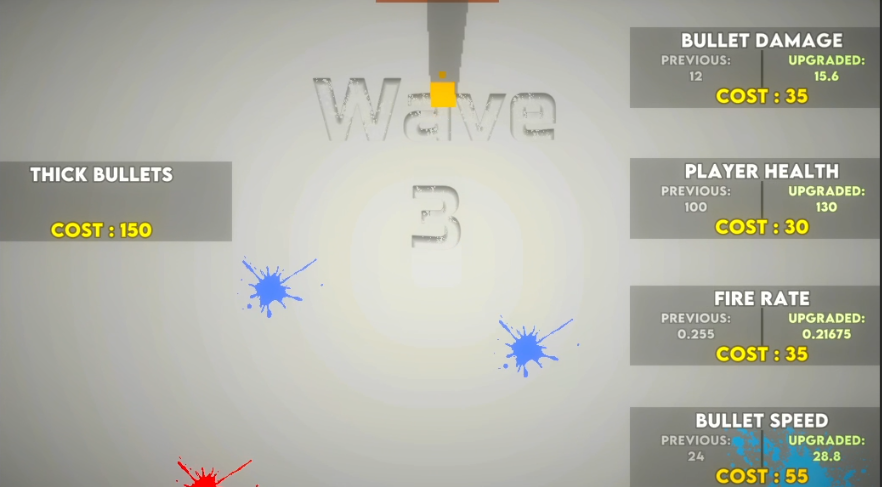 Wave
3
THICK BULLETS
COST : 150
BULLET DAMAGE
PREVIOUS: UPGRADED:
12 15.6
COST : 35
PLAYER HEALTH
PREVIOUS: UPGRADED:
100 130
COST : 30
FIRE RATE
PREVIOUS: UPGRADED:
0.255 0.21675
COST : 35
BULLET SPEED
PREVIOUS: UPGRADED:
24 28.8
COST : 55